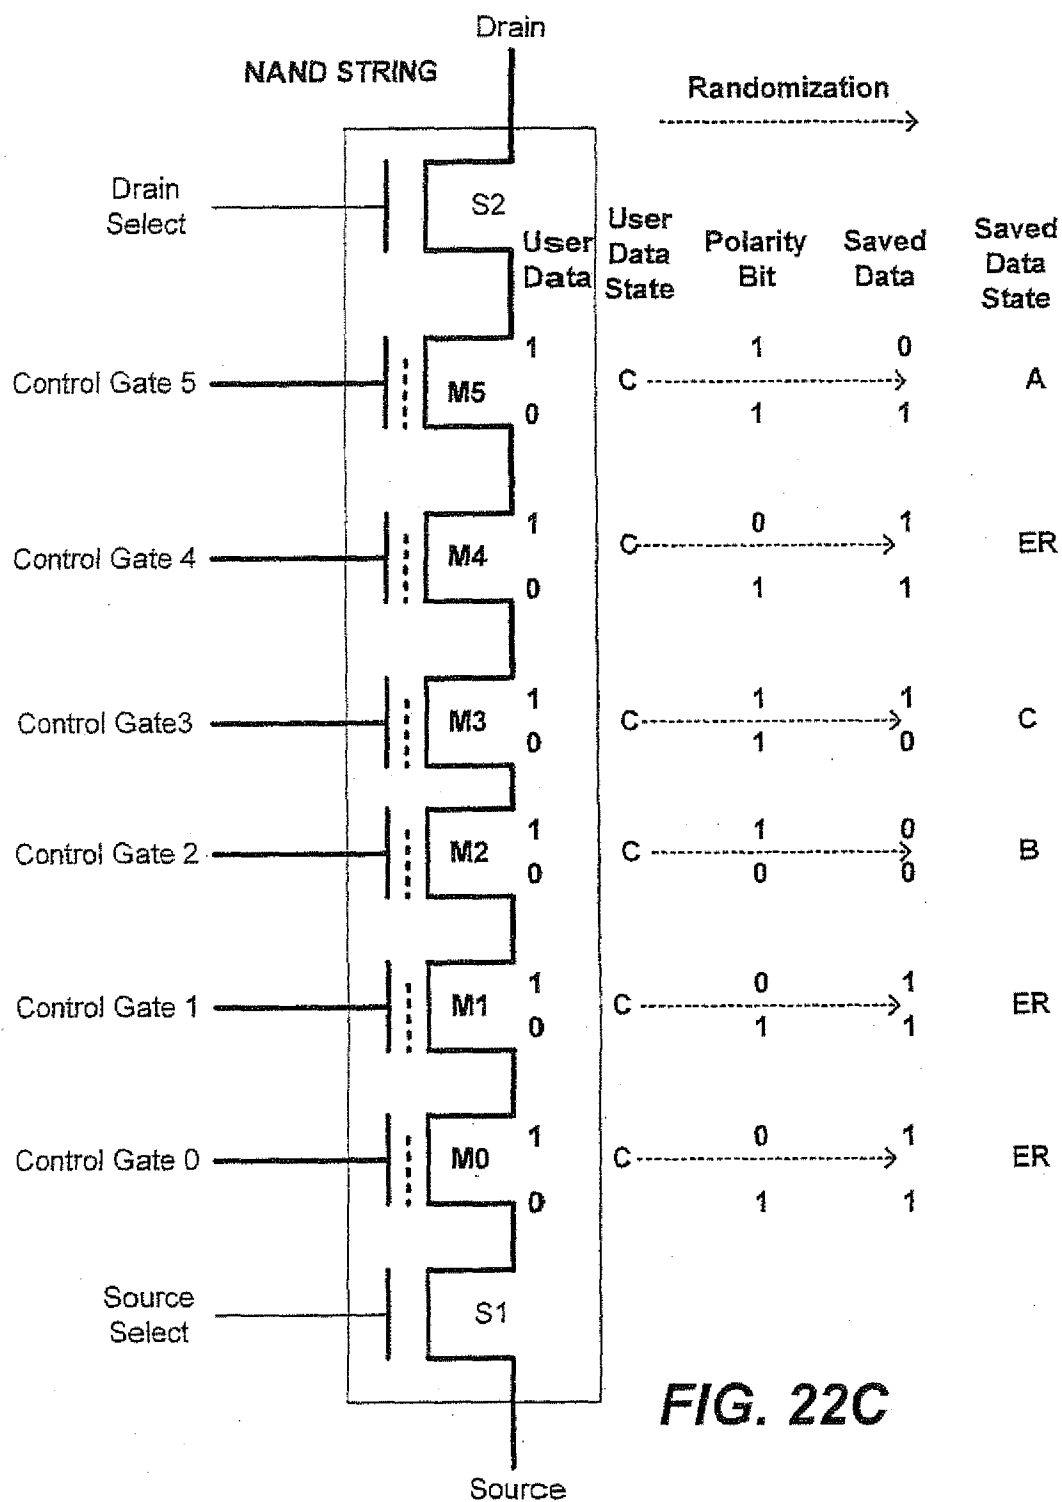 Drain
NAND STRING
Randomization
Drain
Select
S2
User
Data
User
Data
State
Polarity
Bit
Saved
Data
Saved
Data
State
1 1 0
Control Gate 5 M5 C A
0 1 1
1 0 1
Control Gate 4 M4 C ER
0 1 1
1 1 1
Control Gate3 M3 C C
0 1 0
1 1 0
Control Gate 2 M2 C B
0 0 0
1 0 1
Control Gate 1 M1 C ER
0 1 1
1 0 1
Control Gate 0 M0 C ER
0 1 1
Source
Select
S1
FIG. 22C
Source